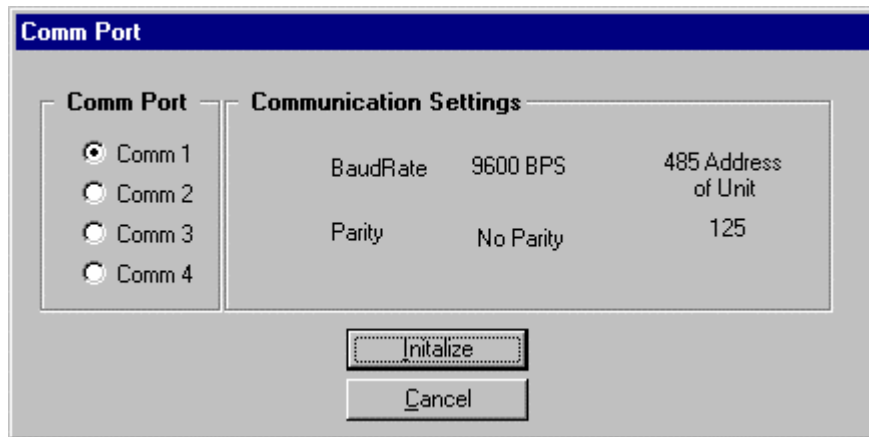 Comm Port
Comm Port
Comm 1
Comm 2
Comm 3
Comm 4
Communication Settings
BaudRate 9600 BPS
Parity No Parity
485 Address
of Unit
125
Initalize
Cancel